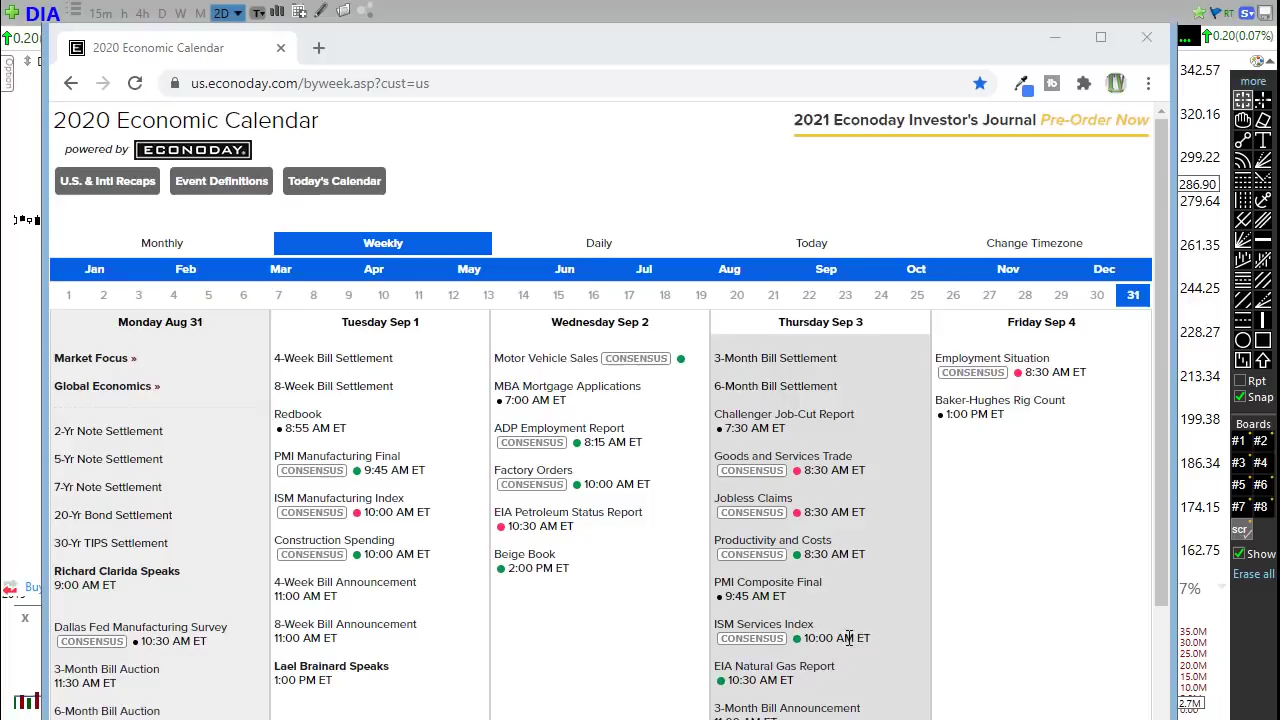 DIA
15m h 4h D W M 2D
T
RT
S
0.20
... 0.20(0.07%)
2020 Economic Calendar
us.econoday.com/byweek.asp?cust=us
2020 Economic Calendar
2021 Econoday Investor's Journal Pre-Order Now
powered by ECONODAY
U.S. & Intl Recaps Event Definitions Today's Calendar
Monthly Weekly Daily Today Change Timezone
Jan Feb Mar Apr May Jun Jul Aug Sep Oct Nov Dec
1 2 3 4 5 6 7 8 9 10 11 12 13 14 15 16 17 18 19 20 21 22 23 24 25 26 27 28 29 30 31
Monday Aug 31
Market Focus »
Global Economics »
2-Yr Note Settlement
5-Yr Note Settlement
7-Yr Note Settlement
20-Yr Bond Settlement
30-Yr TIPS Settlement
Richard Clarida Speaks
9:00 AM ET
Dallas Fed Manufacturing Survey
CONSENSUS 10:30 AM ET
3-Month Bill Auction
11:30 AM ET
6-Month Bill Auction
Tuesday Sep 1
4-Week Bill Settlement
8-Week Bill Settlement
Redbook
8:55 AM ET
PMI Manufacturing Final
CONSENSUS 9:45 AM ET
ISM Manufacturing Index
CONSENSUS 10:00 AM ET
Construction Spending
CONSENSUS 10:00 AM ET
4-Week Bill Announcement
11:00 AM ET
8-Week Bill Announcement
11:00 AM ET
Lael Brainard Speaks
1:00 PM ET
Wednesday Sep 2
Motor Vehicle Sales CONSENSUS
MBA Mortgage Applications
7:00 AM ET
ADP Employment Report
CONSENSUS 8:15 AM ET
Factory Orders
CONSENSUS 10:00 AM ET
EIA Petroleum Status Report
10:30 AM ET
Beige Book
2:00 PM ET
Thursday Sep 3
3-Month Bill Settlement
6-Month Bill Settlement
Challenger Job-Cut Report
7:30 AM ET
Goods and Services Trade
CONSENSUS 8:30 AM ET
Jobless Claims
CONSENSUS 8:30 AM ET
Productivity and Costs
CONSENSUS 8:30 AM ET
PMI Composite Final
9:45 AM ET
ISM Services Index
CONSENSUS 10:00 AM ET
EIA Natural Gas Report
10:30 AM ET
3-Month Bill Announcement
Friday Sep 4
Employment Situation
CONSENSUS 8:30 AM ET
Baker-Hughes Rig Count
1:00 PM ET
Option
Buy
x
342.57
320.16
299.22
286.90
279.64
261.35
244.25
228.27
213.34
199.38
186.34
174.15
162.75
7%
35.0M
30.0M
25.0M
20.0M
15.0M
10.0M
5.0M
2.7M
more
T
Rpt
Snap
Boards
#1 #2
#3 #4
#5 #6
#7 #8
scr
Show
Erase all